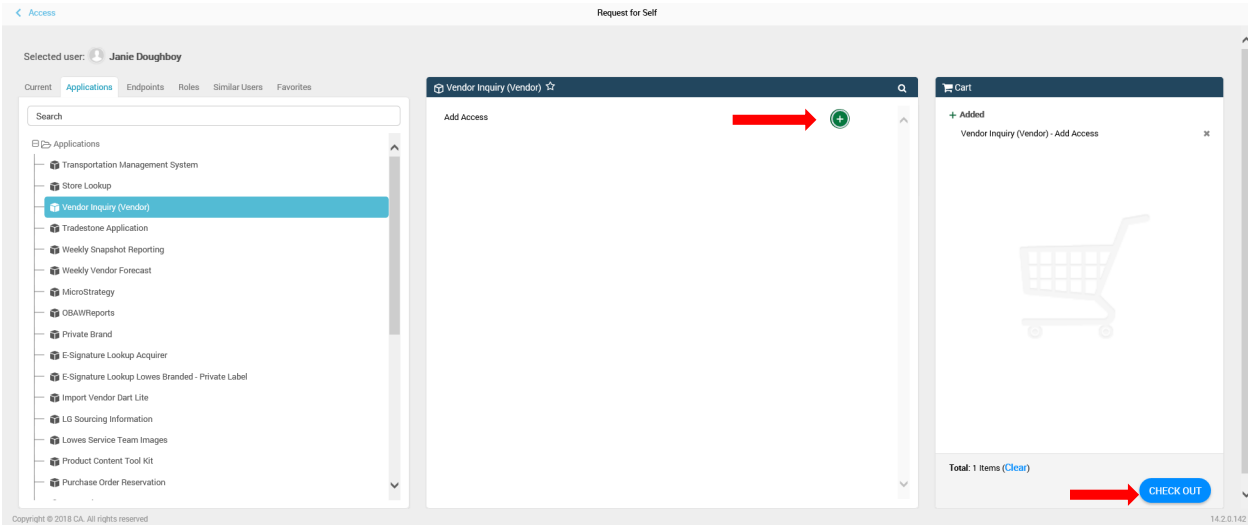 Access
Request for Self
Selected user: Janie Doughboy
Current Applications Endpoints Roles Similar Users Favorites
Search
Applications
Transportation Management System
Store Lookup
Vendor Inquiry (Vendor)
Tradestone Application
Weekly Snapshot Reporting
Weekly Vendor Forecast
MicroStrategy
OBAWReports
Private Brand
E-Signature Lookup Acquirer
E-Signature Lookup Lowes Branded - Private Label
Import Vendor Dart Lite
LG Sourcing Information
Lowes Service Team Images
Product Content Tool Kit
Purchase Order Reservation
Vendor Inquiry (Vendor)
Add Access
Cart
+ Added
Vendor Inquiry (Vendor) - Add Access
Total: 1 Items (Clear)
CHECK OUT
Copyright © 2018 CA. All rights reserved
14.2.0.142